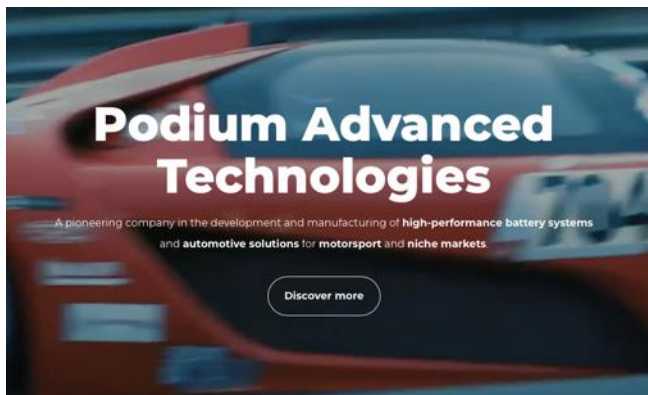 Podium Advanced
Technologies
A pioneering company in the development and manufacturing of high-performance battery systems
and automotive solutions for motorsport and niche markets.
Discover more
704